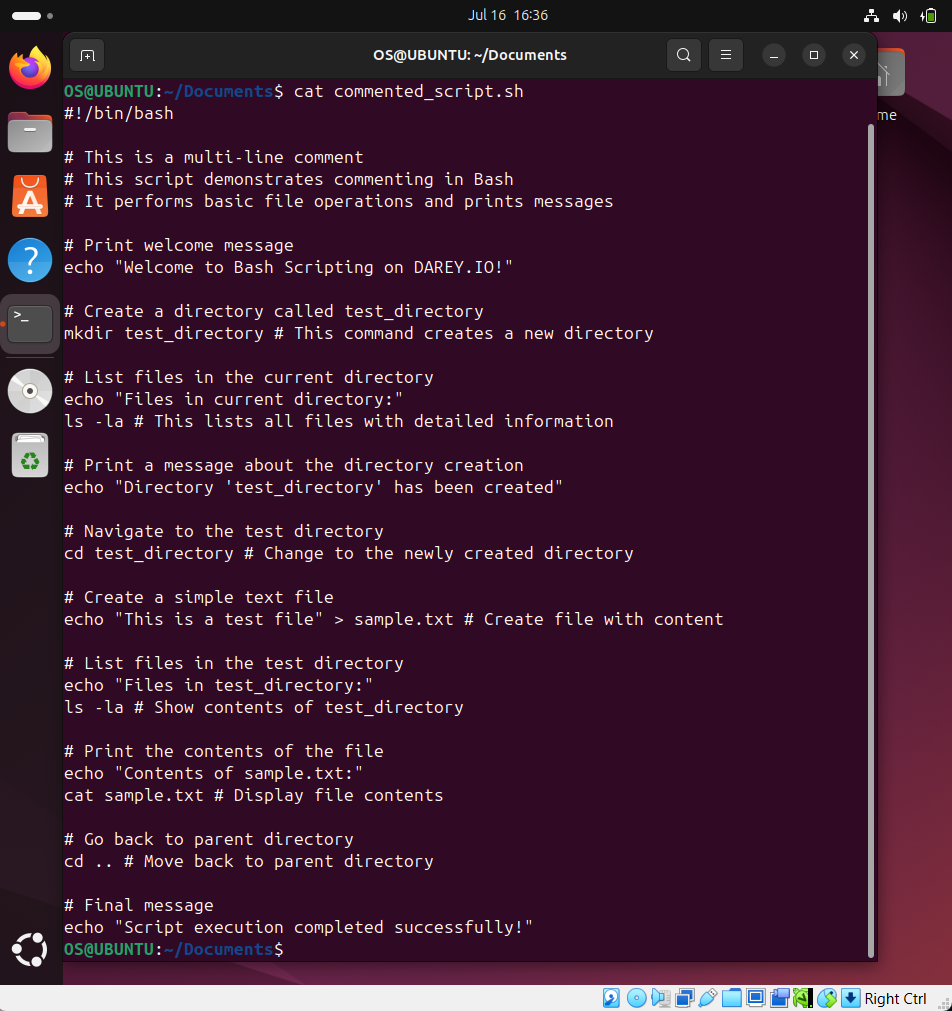 Jul 16 16:36
OS@UBUNTU: ~/Documents
me
OS@UBUNTU:~/Documents$ cat commented_script.sh
#!/bin/bash

# This is a multi-line comment
# This script demonstrates commenting in Bash
# It performs basic file operations and prints messages

# Print welcome message
echo "Welcome to Bash Scripting on DAREY.IO!"

# Create a directory called test_directory
mkdir test_directory # This command creates a new directory

# List files in the current directory
echo "Files in current directory:"
ls -la # This lists all files with detailed information

# Print a message about the directory creation
echo "Directory 'test_directory' has been created"

# Navigate to the test directory
cd test_directory # Change to the newly created directory

# Create a simple text file
echo "This is a test file" > sample.txt # Create file with content

# List files in the test directory
echo "Files in test_directory:"
ls -la # Show contents of test_directory

# Print the contents of the file
echo "Contents of sample.txt:"
cat sample.txt # Display file contents

# Go back to parent directory
cd .. # Move back to parent directory

# Final message
echo "Script execution completed successfully!"
OS@UBUNTU:~/Documents$
Right Ctrl